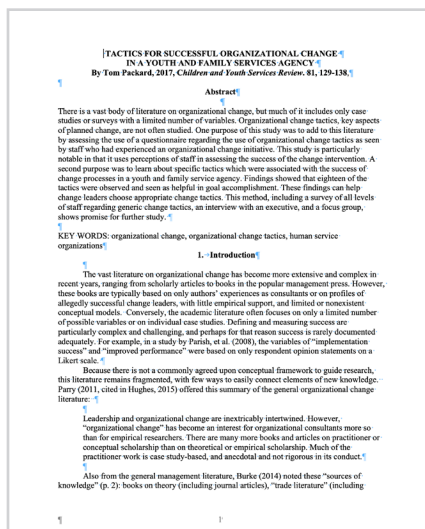 TACTICS FOR SUCCESSFUL ORGANIZATIONAL CHANGE ¶
IN A YOUTH AND FAMILY SERVICES AGENCY ¶
By Tom Packard, 2017, Children and Youth Services Review. 81, 129-138.¶
¶
Abstract¶
¶
There is a vast body of literature on organizational change, but much of it includes only case
studies or surveys with a limited number of variables. Organizational change tactics, key aspects
of planned change, are not often studied. One purpose of this study was to add to this literature
by assessing the use of a questionnaire regarding the use of organizational change tactics as seen
by staff who had experienced an organizational change initiative. This study is particularly
notable in that it uses perceptions of staff in assessing the success of the change intervention. A
second purpose was to learn about specific tactics which were associated with the success of
change processes in a youth and family service agency. Findings showed that eighteen of the
tactics were observed and seen as helpful in goal accomplishment. These findings can help
change leaders choose appropriate change tactics. This method, including a survey of all levels
of staff regarding generic change tactics, an interview with an executive, and a focus group,
shows promise for further study. ¶
¶
KEY WORDS: organizational change, organizational change tactics, human service
organizations¶
1.→Introduction¶
¶
The vast literature on organizational change has become more extensive and complex in
recent years, ranging from scholarly articles to books in the popular management press. However,
these books are typically based on only authors' experiences as consultants or on profiles of
allegedly successful change leaders, with little empirical support, and limited or nonexistent
conceptual models. Conversely, the academic literature often focuses on only a limited number
of possible variables or on individual case studies. Defining and measuring success are
particularly complex and challenging, and perhaps for that reason success is rarely documented
adequately. For example, in a study by Parish, et al. (2008), the variables of "implementation
success" and "improved performance" were based on only respondent opinion statements on a
Likert scale. ¶
Because there is not a commonly agreed upon conceptual framework to guide research,
this literature remains fragmented, with few ways to easily connect elements of new knowledge.
Parry (2011, cited in Hughes, 2015) offered this summary of the general organizational change
literature: ¶
¶
Leadership and organizational change are inextricably intertwined. However,
"organizational change" has become an interest for organizational consultants more so
than for empirical researchers. There are many more books and articles on practitioner or
conceptual scholarship than on theoretical or empirical scholarship. Much of the
practitioner work is case study-based, and anecdotal and not rigorous in its conduct.¶
¶
Also from the general management literature, Burke (2014) noted these "sources of
knowledge" (p. 2): books on theory (including journal articles), "trade literature" (including
¶ 1